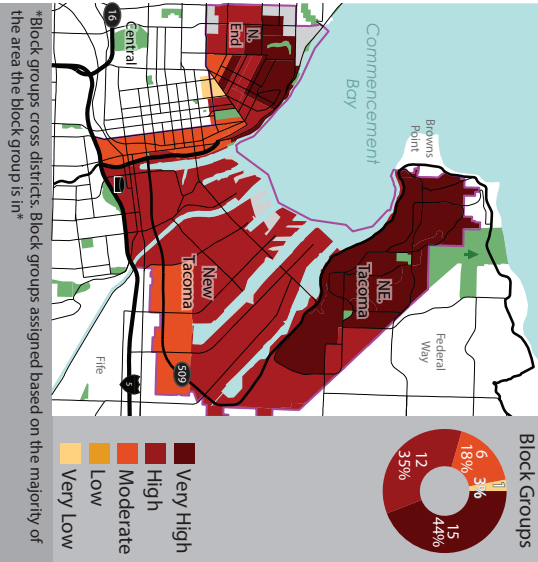 16
Central
N.
End
Commencement
Bay
Browns
Point
NE.
Tacoma
New
Tacoma
Federal
Way
Fife
509
5
Block Groups
1
3%
6
18%
12
35%
15
44%
Very High
High
Moderate
Low
Very Low
*Block groups cross districts. Block groups assigned based on the majority of
the area the block group is in*